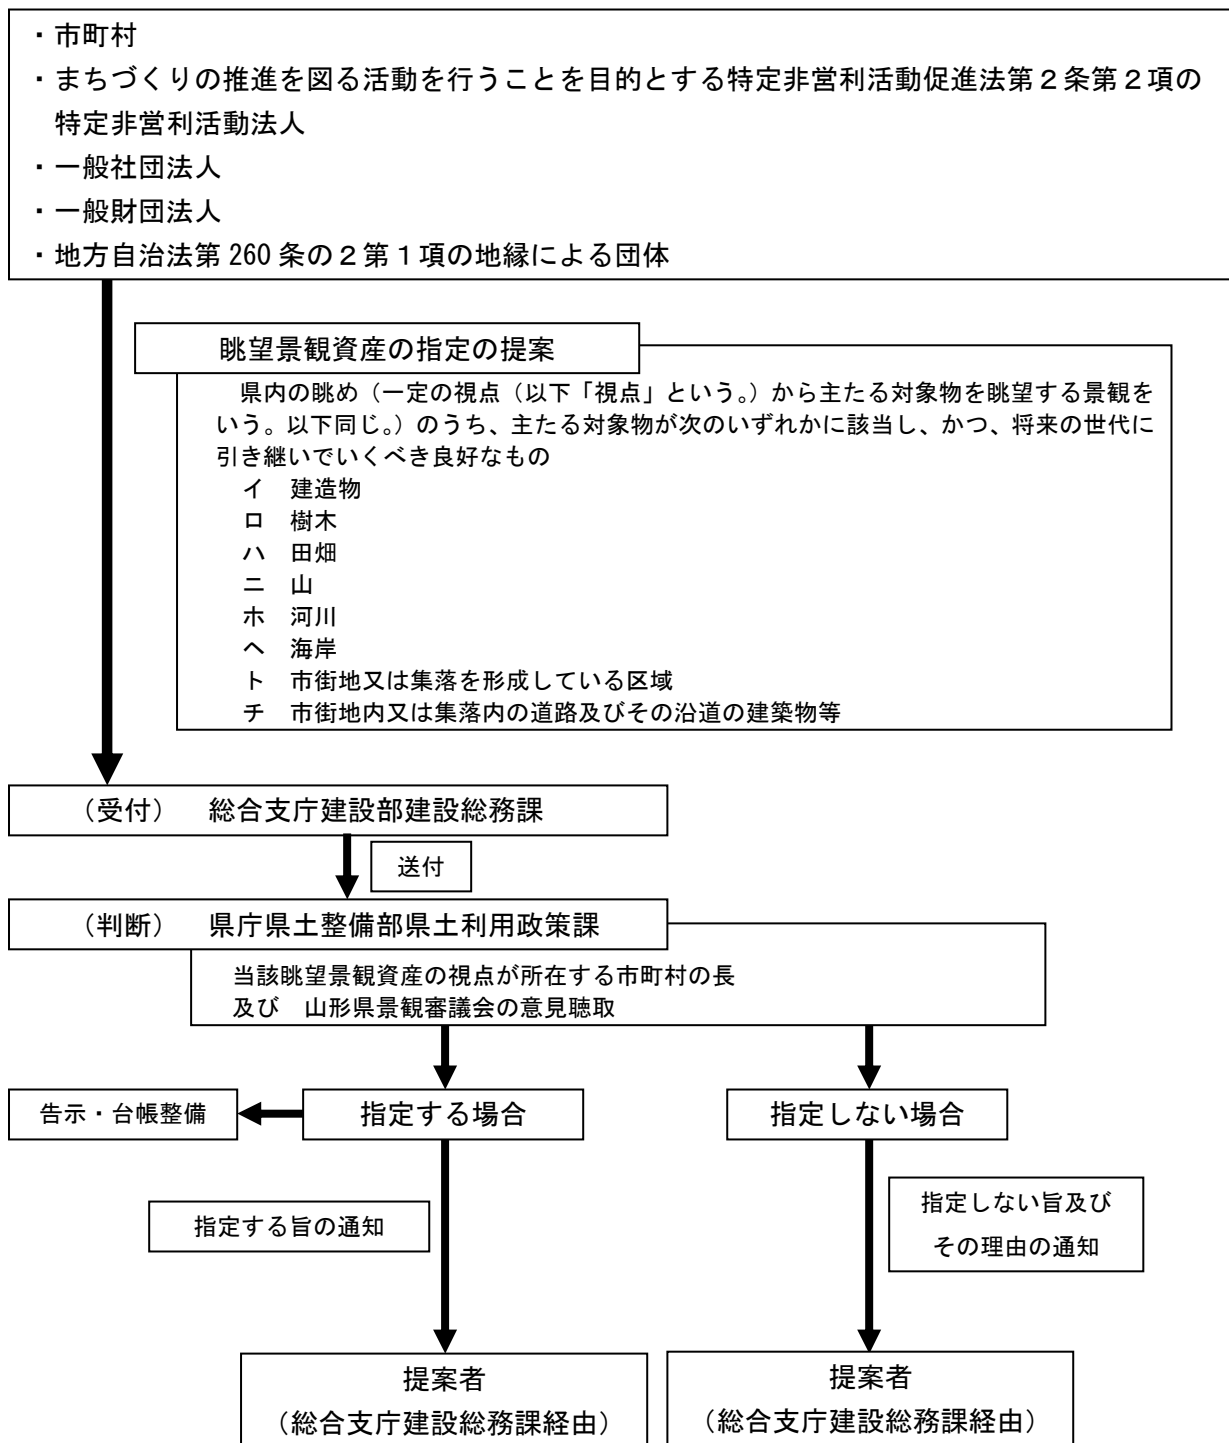 ・市町村
・まちづくりの推進を図る活動を行うことを目的とする特定非営利活動促進法第２条第２項の
特定非営利活動法人
・一般社団法人
・一般財団法人
・地方自治法第 260 条の２第１項の地縁による団体
眺望景観資産の指定の提案
県内の眺め（一定の視点（以下「視点」という。）から主たる対象物を眺望する景観を
いう。以下同じ。）のうち、主たる対象物が次のいずれかに該当し、かつ、将来の世代に
引き継いでいくべき良好なもの
イ　建造物
ロ　樹木
ハ　田畑
ニ　山
ホ　河川
ヘ　海岸
ト　市街地又は集落を形成している区域
チ　市街地内又は集落内の道路及びその沿道の建築物等
（受付）　総合支庁建設部建設総務課
送付
（判断）　県庁県土整備部県土利用政策課
当該眺望景観資産の視点が所在する市町村の長
及び　山形県景観審議会の意見聴取
告示・台帳整備
指定する場合
指定しない場合
指定する旨の通知
指定しない旨及び
その理由の通知
提案者
（総合支庁建設総務課経由）
提案者
（総合支庁建設総務課経由）